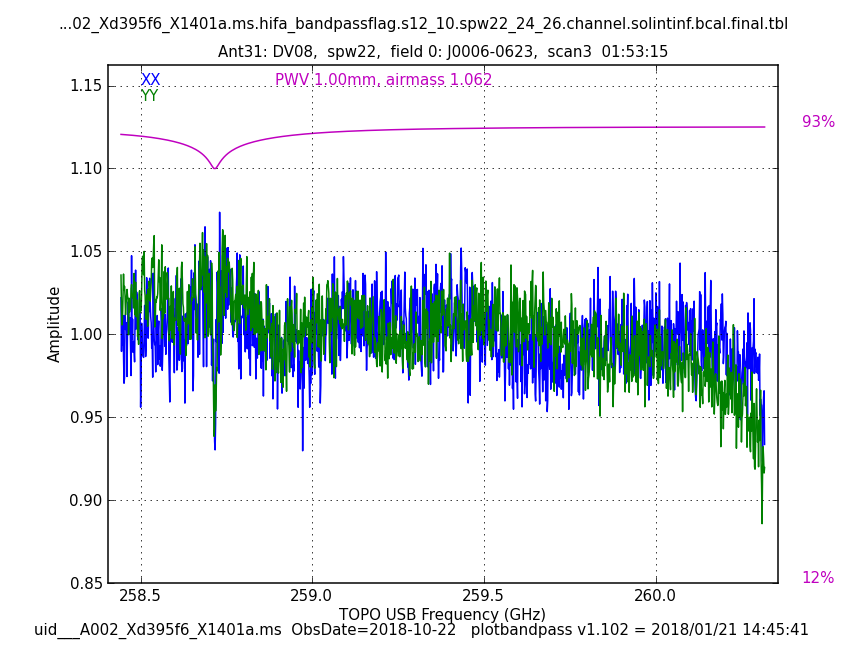 ...02_Xd395f6_X1401a.ms.hifa_bandpassflag.s12_10.spw22_24_26.channel.solintinf.bcal.final.tbl
Ant31: DV08,  spw22,  field 0: J0006-0623,  scan3  01:53:15
XX
PWV 1.00mm, airmass 1.062
YY
93%
12%
1.15
1.10
1.05
1.00
0.95
0.90
0.85
Amplitude
258.5 259.0 259.5 260.0
TOPO USB Frequency (GHz)
uid___A002_Xd395f6_X1401a.ms  ObsDate=2018-10-22   plotbandpass v1.102 = 2018/01/21 14:45:41